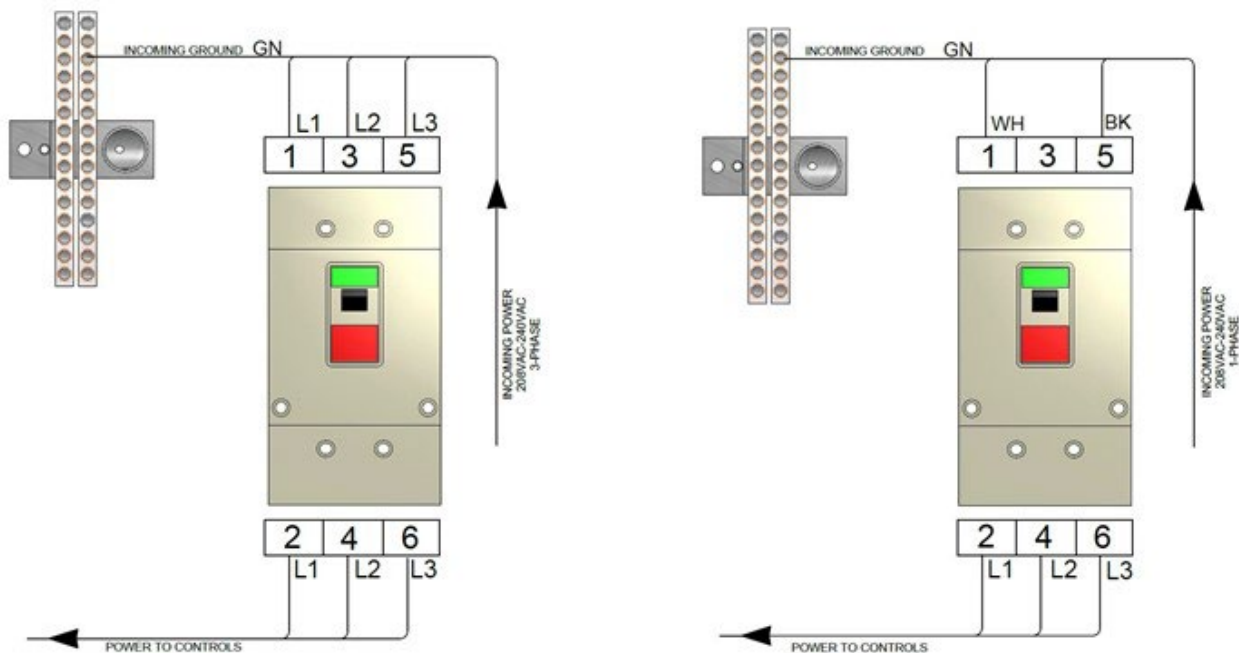 INCOMING GROUND GN
L1 L2 L3
1 3 5
INCOMING POWER
208VAC-240VAC
3-PHASE
2 4 6
L1 L2 L3
POWER TO CONTROLS
INCOMING GROUND GN
WH BK
1 3 5
INCOMING POWER
208VAC-240VAC
1-PHASE
2 4 6
L1 L2 L3
POWER TO CONTROLS